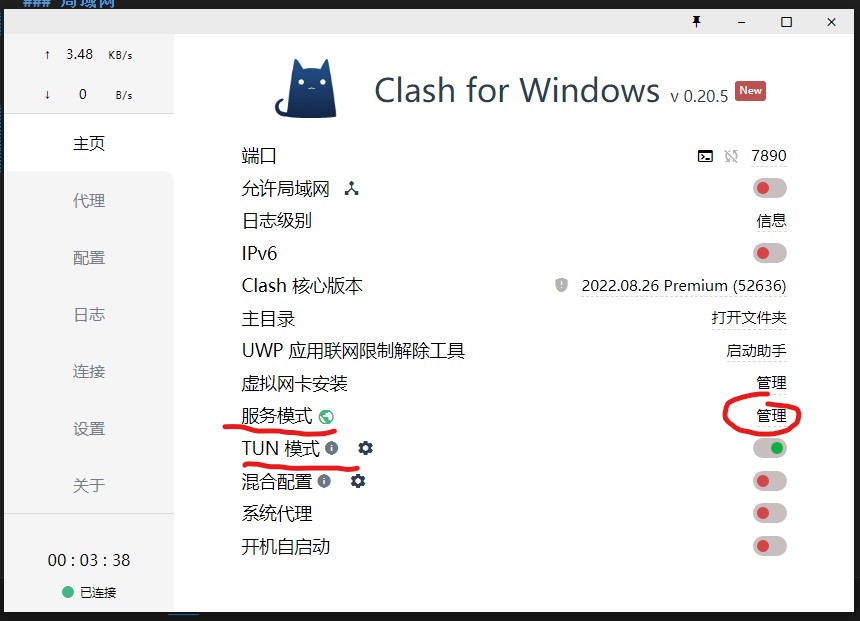 ### 局域网
↑ 3.48 KB/s
↓ 0 B/s
主页
代理
配置
日志
连接
设置
关于
00 : 03 : 38
已连接
Clash for Windows v 0.20.5 New
端口 7890
允许局域网
日志级别 信息
IPv6
Clash 核心版本 2022.08.26 Premium (52636)
主目录 打开文件夹
UWP 应用联网限制解除工具 启动助手
虚拟网卡安装 管理
服务模式 管理
TUN 模式
混合配置
系统代理
开机自启动